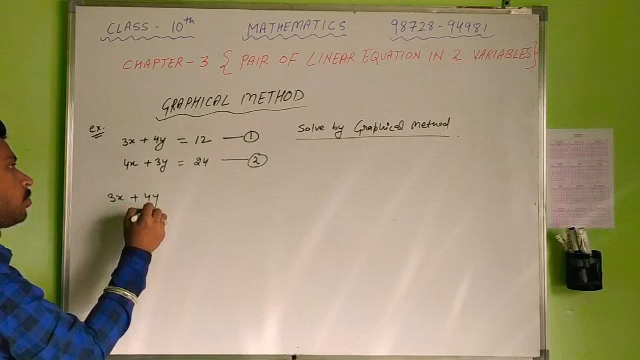 CLASS - 10th MATHEMATICS 98728-94981
CHAPTER-3 { PAIR OF LINEAR EQUATION IN 2 VARIABLES}
GRAPHICAL METHOD
ex:- Solve by Graphical Method.
3x + 4y = 12 — ①
4x + 3y = 24 — ②
3x + 4y